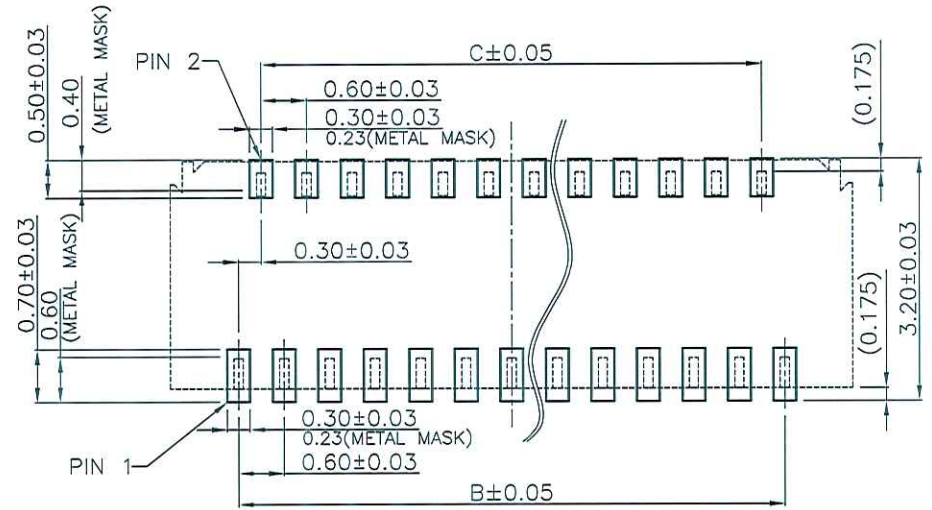 C±0.05
PIN 2
0.60±0.03
0.30±0.03
0.23(METAL MASK)
0.50±0.03
0.40
(METAL MASK)
(0.175)
0.30±0.03
0.70±0.03
0.60
(METAL MASK)
(0.175)
3.20±0.03
0.30±0.03
0.23(METAL MASK)
PIN 1
0.60±0.03
B±0.05